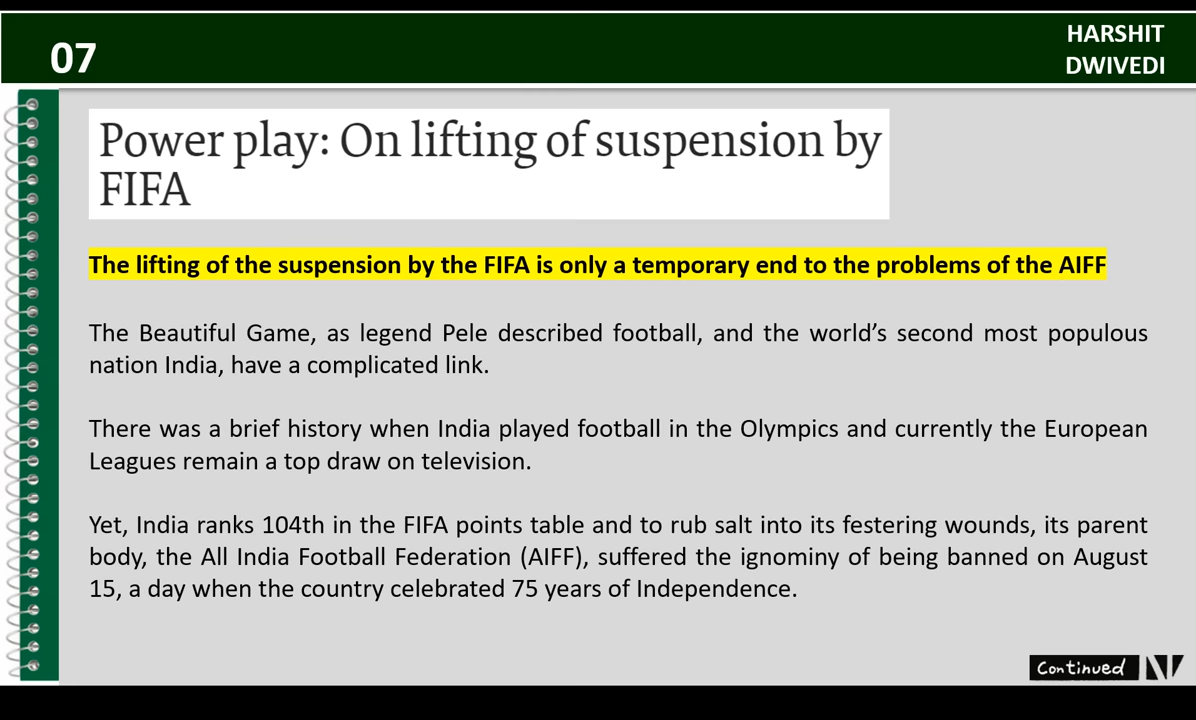 07
HARSHIT
DWIVEDI
Power play: On lifting of suspension by
FIFA
The lifting of the suspension by the FIFA is only a temporary end to the problems of the AIFF
The Beautiful Game, as legend Pele described football, and the world’s second most populous
nation India, have a complicated link.
There was a brief history when India played football in the Olympics and currently the European
Leagues remain a top draw on television.
Yet, India ranks 104th in the FIFA points table and to rub salt into its festering wounds, its parent
body, the All India Football Federation (AIFF), suffered the ignominy of being banned on August
15, a day when the country celebrated 75 years of Independence.
Continued